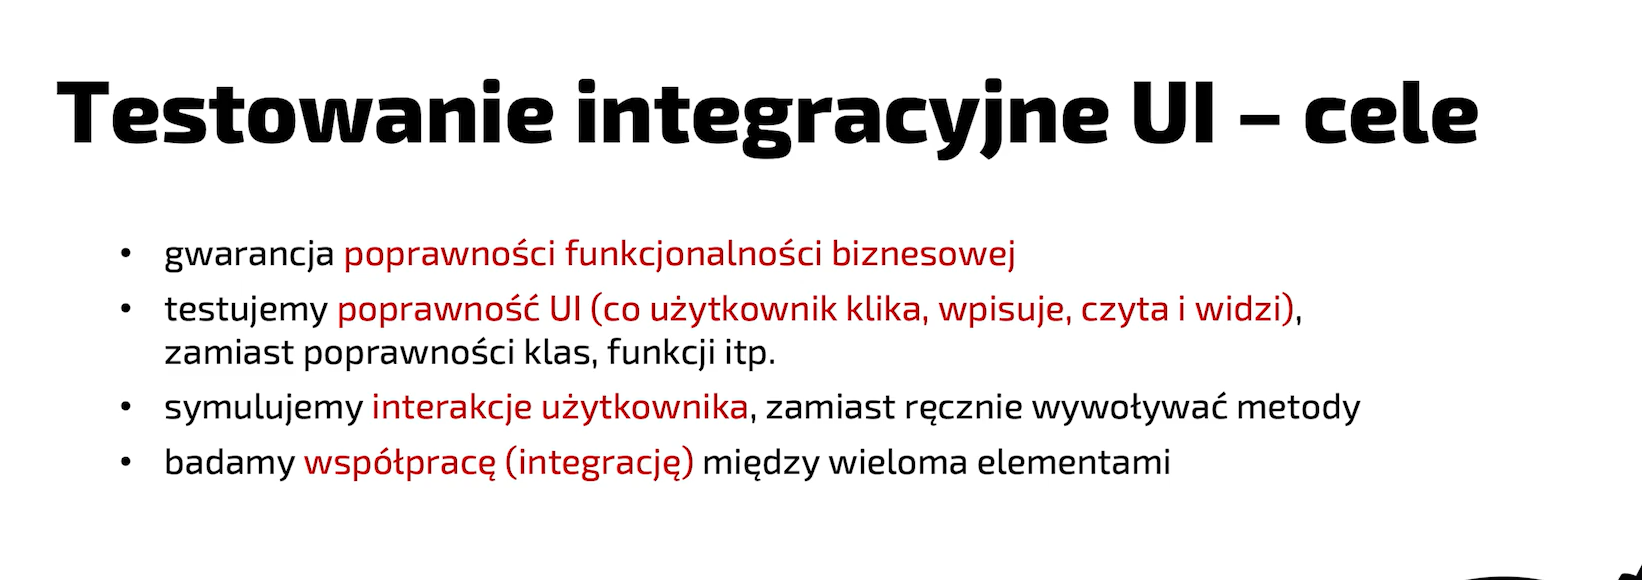 Testowanie integracyjne UI – cele
• gwarancja poprawności funkcjonalności biznesowej
• testujemy poprawność UI (co użytkownik klika, wpisuje, czyta i widzi),
zamiast poprawności klas, funkcji itp.
• symulujemy interakcje użytkownika, zamiast ręcznie wywoływać metody
• badamy współpracę (integrację) między wieloma elementami